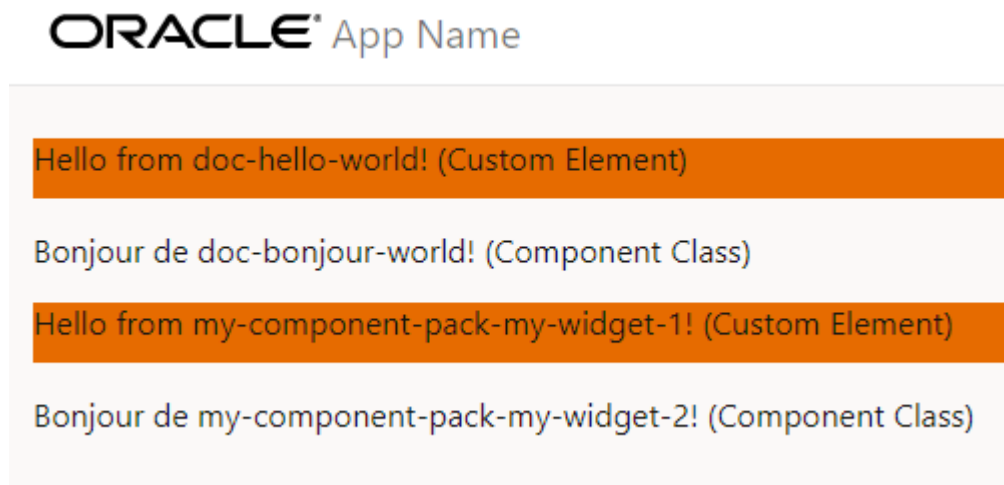 ORACLE® App Name
Hello from doc-hello-world! (Custom Element)
Bonjour de doc-bonjour-world! (Component Class)
Hello from my-component-pack-my-widget-1! (Custom Element)
Bonjour de my-component-pack-my-widget-2! (Component Class)